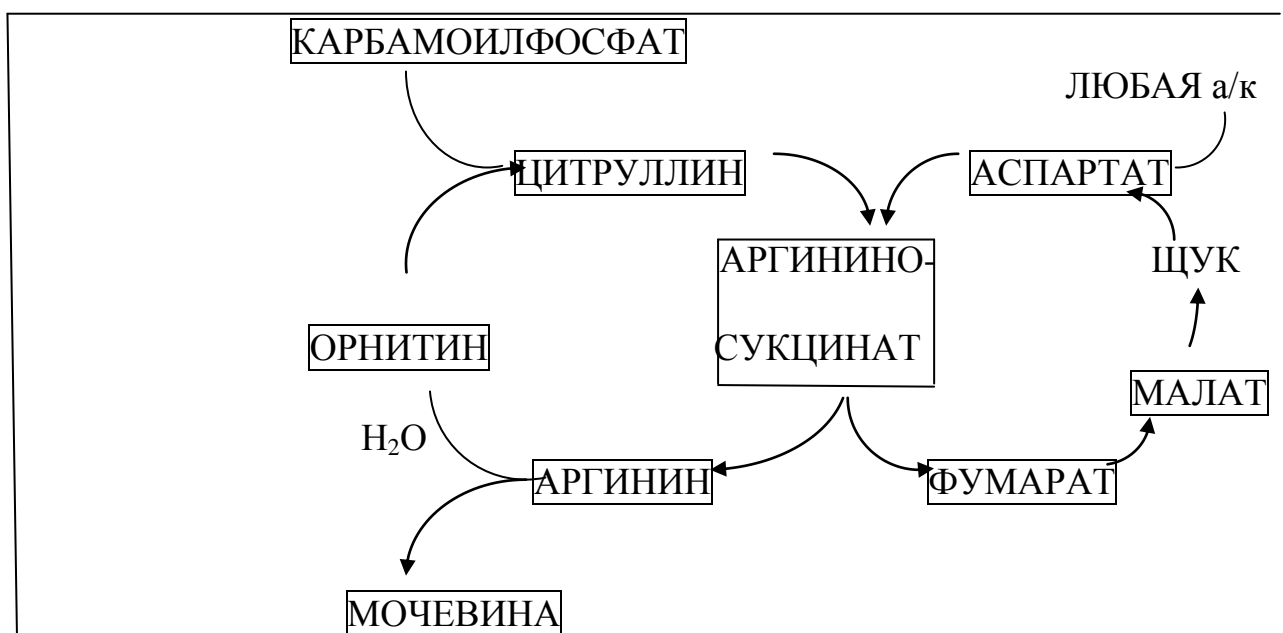 КАРБАМОИЛФОСФАТ
ЛЮБАЯ а/к
ЦИТРУЛЛИН
АСПАРТАТ
АРГИНИНО-
СУКЦИНАТ
ЩУК
ОРНИТИН
МАЛАТ
H₂O
АРГИНИН
ФУМАРАТ
МОЧЕВИНА